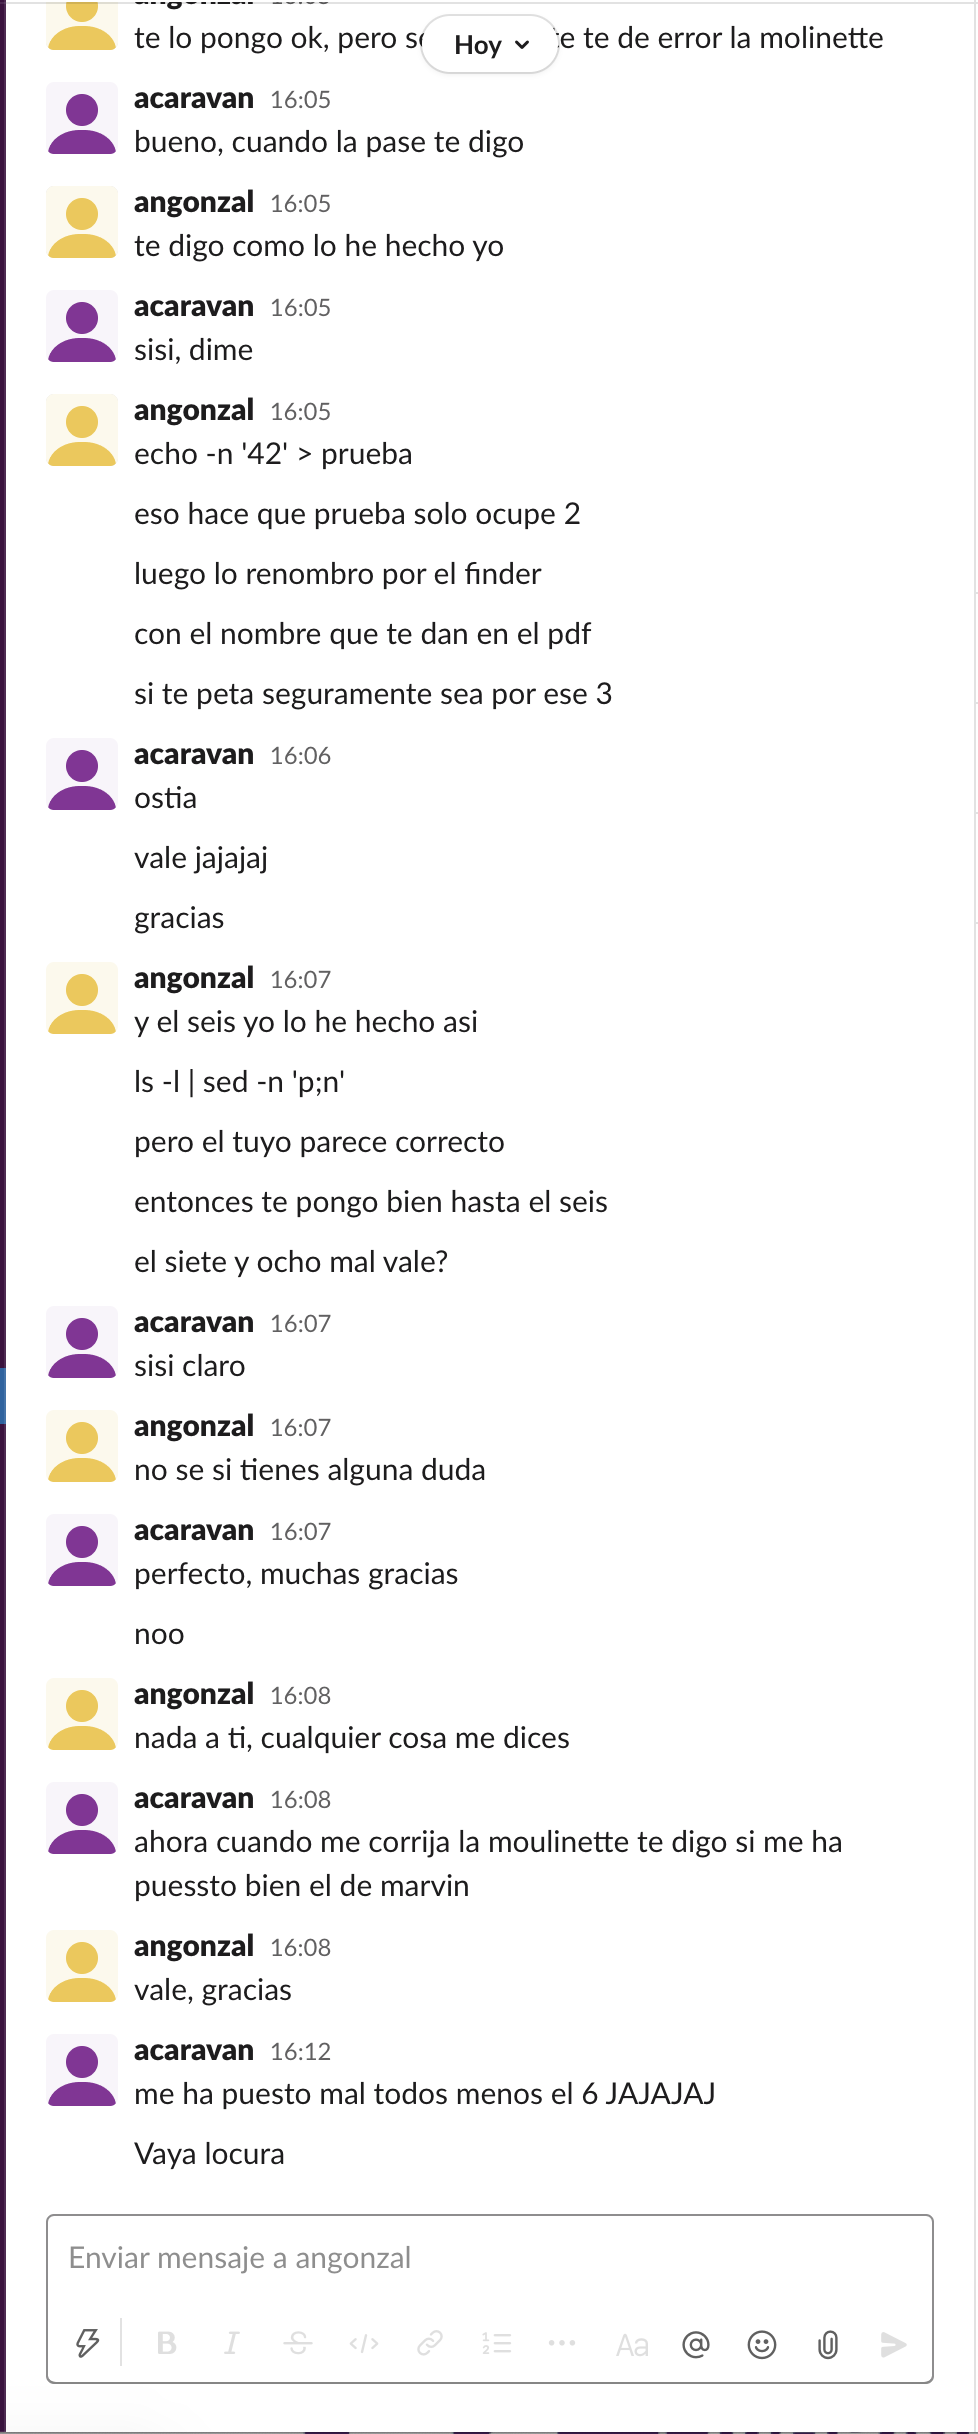 te lo pongo ok, pero te de error la molinette
Hoy
acaravan 16:05
bueno, cuando la pase te digo
angonzal 16:05
te digo como lo he hecho yo
acaravan 16:05
sisi, dime
angonzal 16:05
echo -n '42' > prueba
eso hace que prueba solo ocupe 2
luego lo renombro por el finder
con el nombre que te dan en el pdf
si te peta seguramente sea por ese 3
acaravan 16:06
ostia
vale jajajaj
gracias
angonzal 16:07
y el seis yo lo he hecho asi
ls -l | sed -n 'p;n'
pero el tuyo parece correcto
entonces te pongo bien hasta el seis
el siete y ocho mal vale?
acaravan 16:07
sisi claro
angonzal 16:07
no se si tienes alguna duda
acaravan 16:07
perfecto, muchas gracias
noo
angonzal 16:08
nada a ti, cualquier cosa me dices
acaravan 16:08
ahora cuando me corrija la moulinette te digo si me ha
puessto bien el de marvin
angonzal 16:08
vale, gracias
acaravan 16:12
me ha puesto mal todos menos el 6 JAJAJAJ
Vaya locura
Enviar mensaje a angonzal
B I S </> Aa @